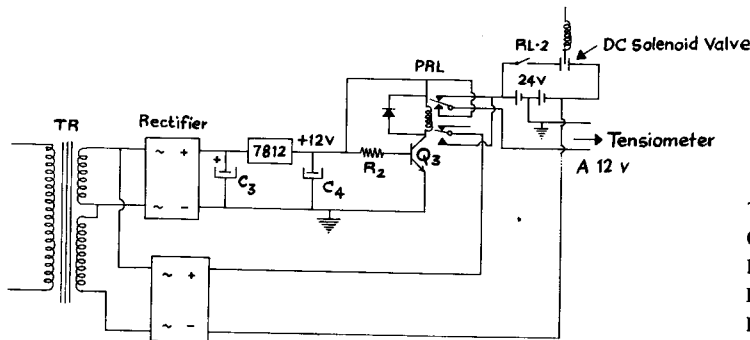 RL·2
DC Solenoid Valve
PRL
24V
TR
Rectifier
~ +
7812
+12V
+
C3
C4
R2
Q3
Tensiometer
A 12 v
~ -
~ +
~ -